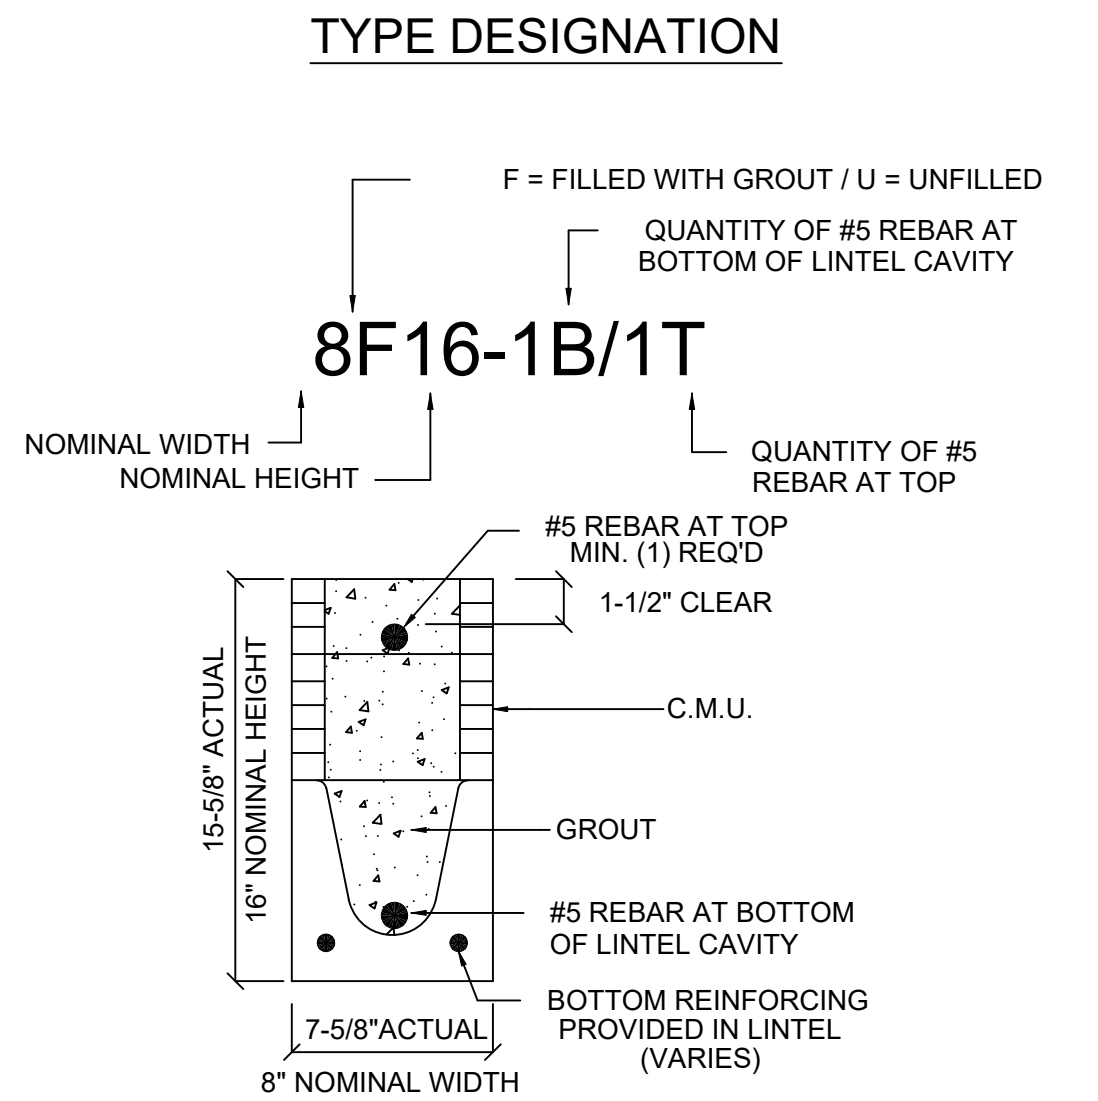 TYPE DESIGNATION
F = FILLED WITH GROUT / U = UNFILLED
QUANTITY OF #5 REBAR AT
BOTTOM OF LINTEL CAVITY
8F16-1B/1T
NOMINAL WIDTH
NOMINAL HEIGHT
QUANTITY OF #5
REBAR AT TOP
#5 REBAR AT TOP
MIN. (1) REQ'D
1-1/2" CLEAR
15-5/8" ACTUAL
16" NOMINAL HEIGHT
C.M.U.
GROUT
#5 REBAR AT BOTTOM
OF LINTEL CAVITY
BOTTOM REINFORCING
PROVIDED IN LINTEL
(VARIES)
7-5/8"ACTUAL
8" NOMINAL WIDTH